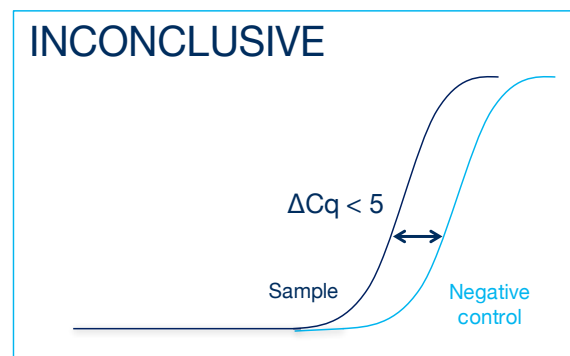 INCONCLUSIVE
ΔCq < 5
Sample
Negative
control